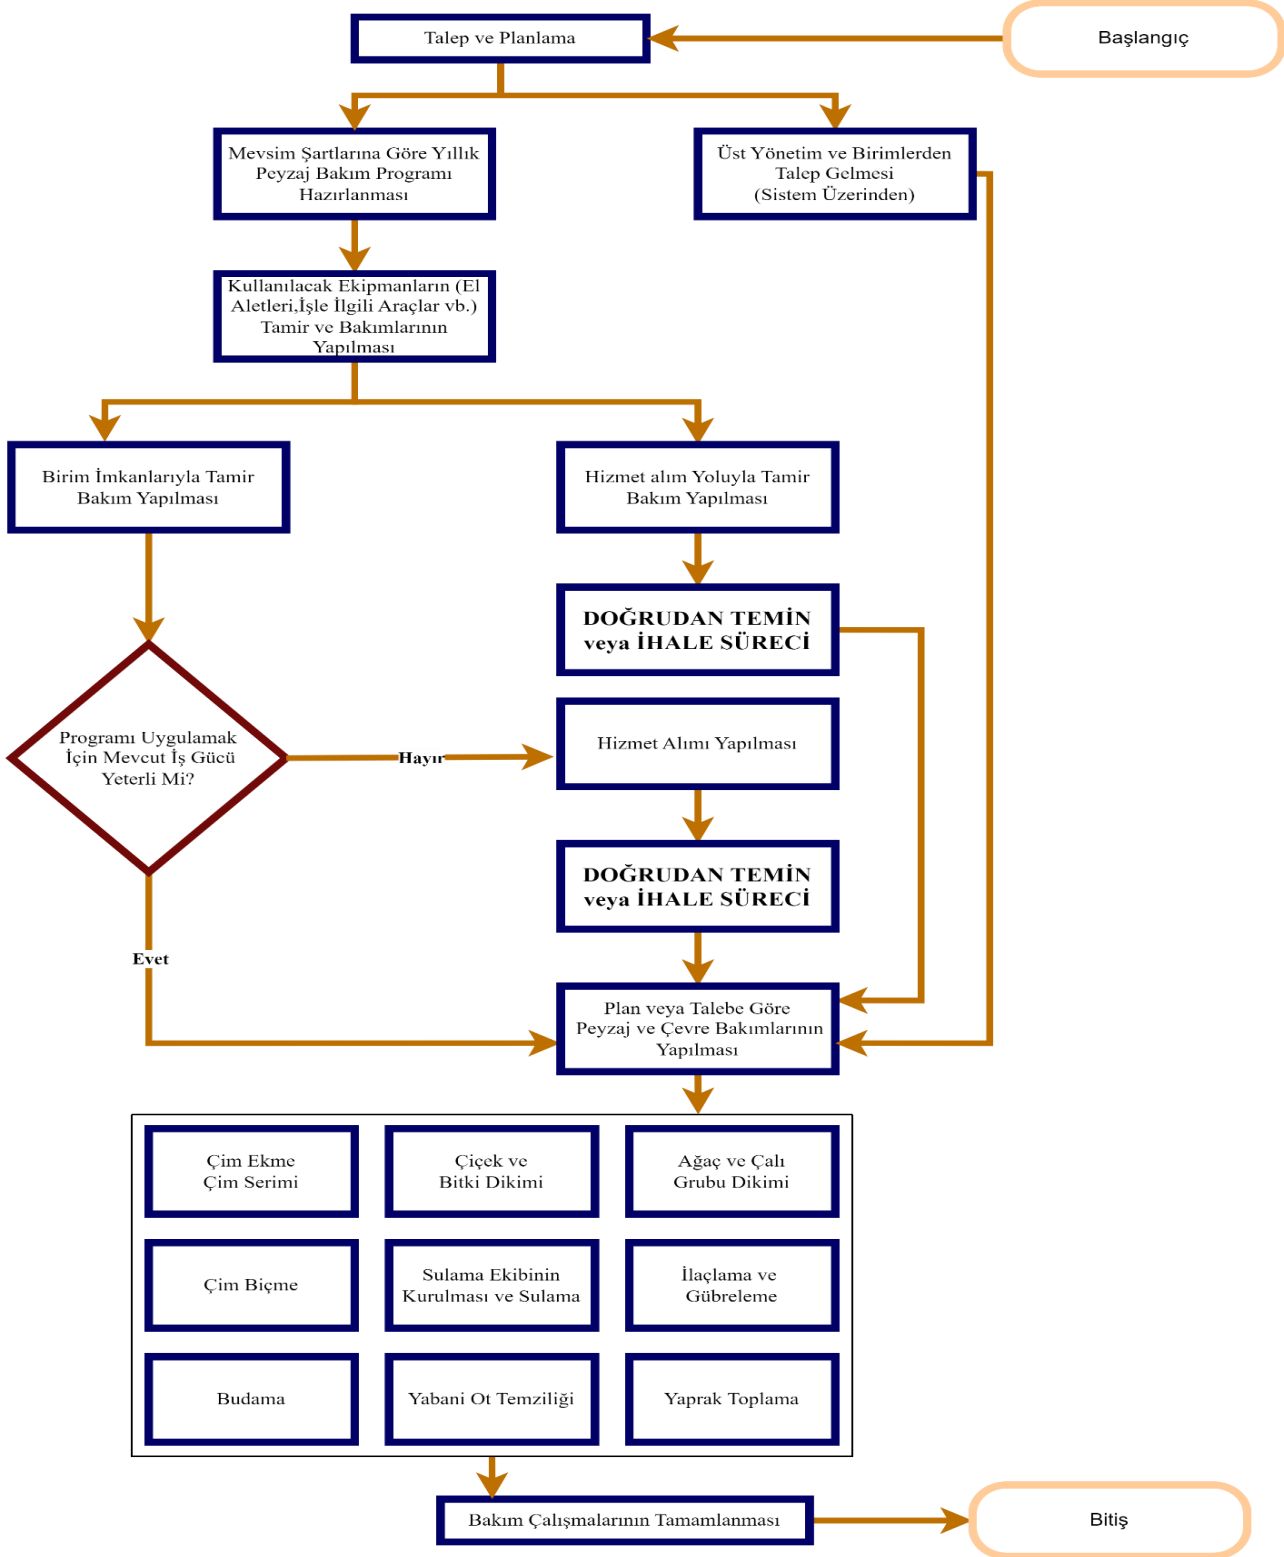 Talep ve Planlama
Başlangıç
Mevsim Şartlarına Göre Yıllık
Peyzaj Bakım Programı
Hazırlanması
Üst Yönetim ve Birimlerden
Talep Gelmesi
(Sistem Üzerinden)
Kullanılacak Ekipmanların (El
Aletleri,İşle İlgili Araçlar vb.)
Tamir ve Bakımlarının
Yapılması
Birim İmkanlarıyla Tamir
Bakım Yapılması
Hizmet alım Yoluyla Tamir
Bakım Yapılması
DOĞRUDAN TEMİN
veya İHALE SÜRECİ
Programı Uygulamak
İçin Mevcut İş Gücü
Yeterli Mi?
Hayır
Hizmet Alımı Yapılması
DOĞRUDAN TEMİN
veya İHALE SÜRECİ
Evet
Plan veya Talebe Göre
Peyzaj ve Çevre Bakımlarının
Yapılması
Çim Ekme
Çim Serimi
Çiçek ve
Bitki Dikimi
Ağaç ve Çalı
Grubu Dikimi
Çim Biçme
Sulama Ekibinin
Kurulması ve Sulama
İlaçlama ve
Gübreleme
Budama
Yabani Ot Temziliği
Yaprak Toplama
Bakım Çalışmalarının Tamamlanması
Bitiş